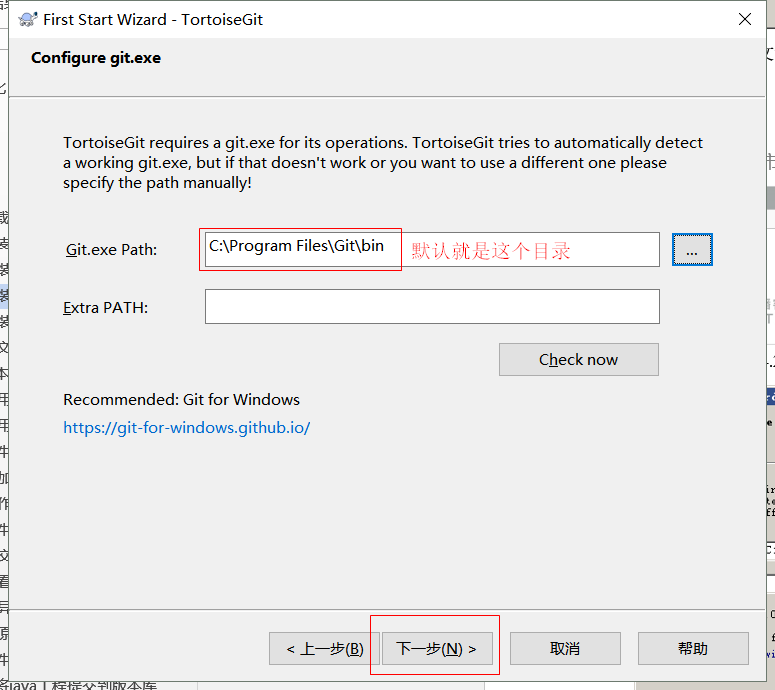 First Start Wizard - TortoiseGit
Configure git.exe
TortoiseGit requires a git.exe for its operations. TortoiseGit tries to automatically detect
a working git.exe, but if that doesn't work or you want to use a different one please
specify the path manually!
Git.exe Path:
C:\Program Files\Git\bin
默认就是这个目录
...
Extra PATH:
Check now
Recommended: Git for Windows
https://git-for-windows.github.io/
< 上一步(B)
下一步(N) >
取消
帮助